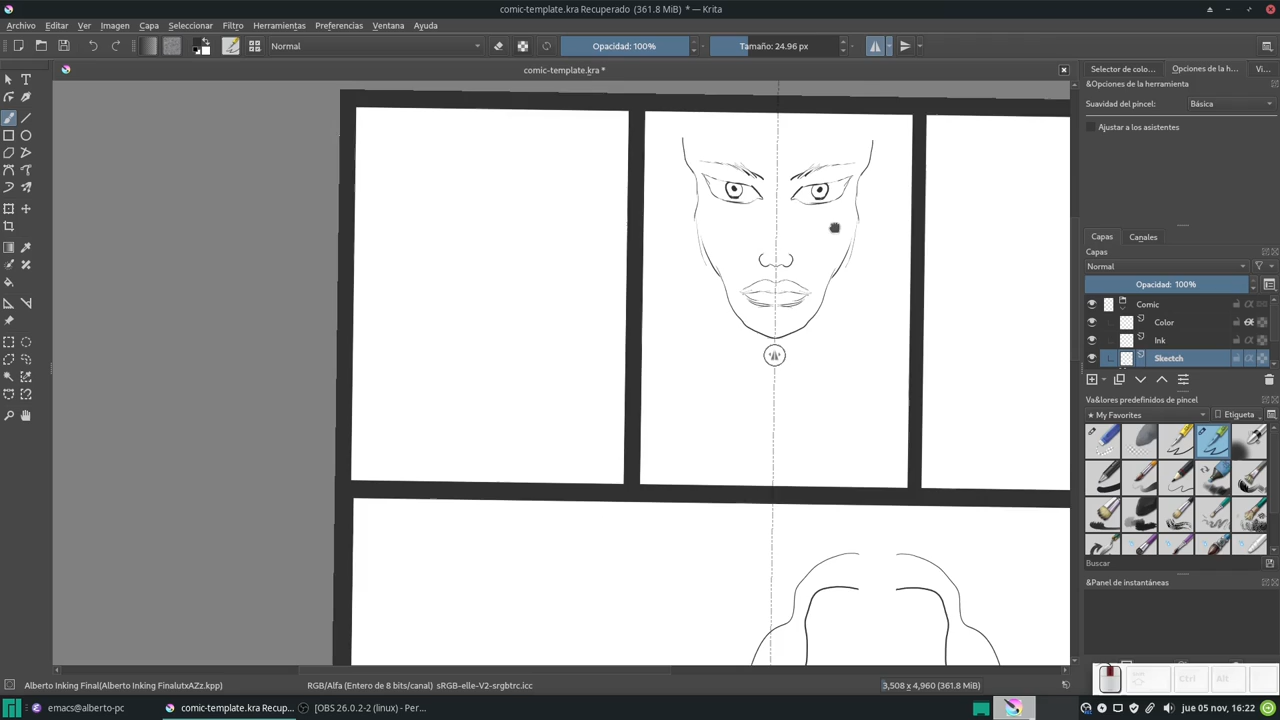 comic-template.kra Recuperado (361.8 MiB) * — Krita
Archivo Editar Ver Imagen Capa Seleccionar Filtro Herramientas Preferencias Ventana Ayuda
Normal
Opacidad: 100%
Tamaño: 24.96 px
comic-template.kra *
Selector de colo...
Opciones de la h...
Vi...
&Opciones de la herramienta
Suavidad del pincel:
Básica
Ajustar a los asistentes
Capas
Canales
Capas
Normal
Opacidad: 100%
Comic
Color
Ink
Skectch
Va&lores predefinidos de pincel
My Favorites
Etiqueta
Buscar
&Panel de instantáneas
Ctrl
Alt
Alberto Inking Final(Alberto Inking FinalutxAZz.kpp)
RGB/Alfa (Entero de 8 bits/canal) sRGB-elle-V2-srgbtrc.icc
3,508 x 4,960 (361.8 MiB)
emacs@alberto-pc
comic-template.kra Recup...
[OBS 26.0.2-2 (linux) - Per...
jue 05 nov, 16:22